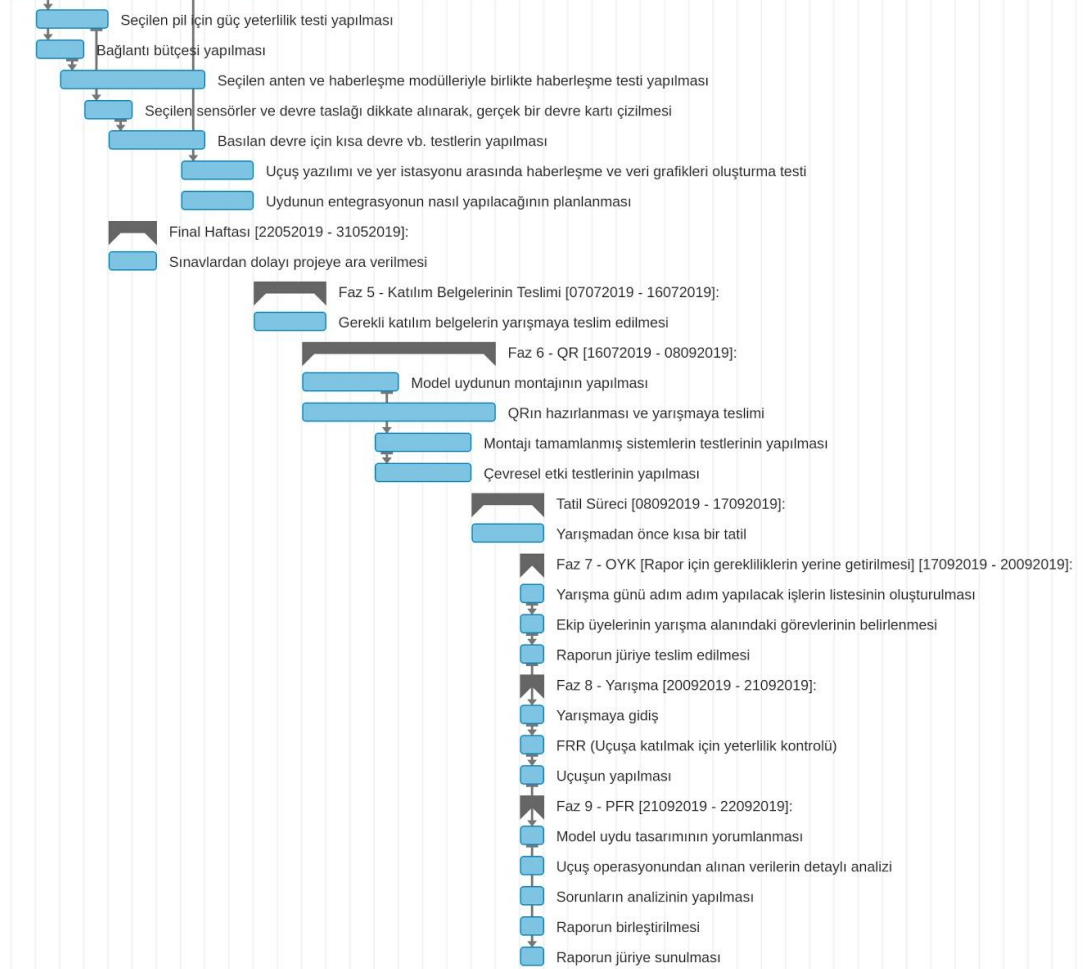 Seçilen pil için güç yeterlilik testi yapılması
Bağlantı bütçesi yapılması
Seçilen anten ve haberleşme modülleriyle birlikte haberleşme testi yapılması
Seçilen sensörler ve devre taslağı dikkate alınarak, gerçek bir devre kartı çizilmesi
Basılan devre için kısa devre vb. testlerin yapılması
Uçuş yazılımı ve yer istasyonu arasında haberleşme ve veri grafikleri oluşturma testi
Uydunun entegrasyonun nasıl yapılacağının planlanması
Final Haftası [22052019 - 31052019]:
Sınavlardan dolayı projeye ara verilmesi
Faz 5 - Katılım Belgelerinin Teslimi [07072019 - 16072019]:
Gerekli katılım belgelerin yarışmaya teslim edilmesi
Faz 6 - QR [16072019 - 08092019]:
Model uydunun montajının yapılması
QRın hazırlanması ve yarışmaya teslimi
Montajı tamamlanmış sistemlerin testlerinin yapılması
Çevresel etki testlerinin yapılması
Tatil Süreci [08092019 - 17092019]:
Yarışmadan önce kısa bir tatil
Faz 7 - OYK [Rapor için gerekliliklerin yerine getirilmesi] [17092019 - 20092019]:
Yarışma günü adım adım yapılacak işlerin listesinin oluşturulması
Ekip üyelerinin yarışma alanındaki görevlerinin belirlenmesi
Raporun jüriye teslim edilmesi
Faz 8 - Yarışma [20092019 - 21092019]:
Yarışmaya gidiş
FRR (Uçuşa katılmak için yeterlilik kontrolü)
Uçuşun yapılması
Faz 9 - PFR [21092019 - 22092019]:
Model uydu tasarımının yorumlanması
Uçuş operasyonundan alınan verilerin detaylı analizi
Sorunların analizinin yapılması
Raporun birleştirilmesi
Raporun jüriye sunulması